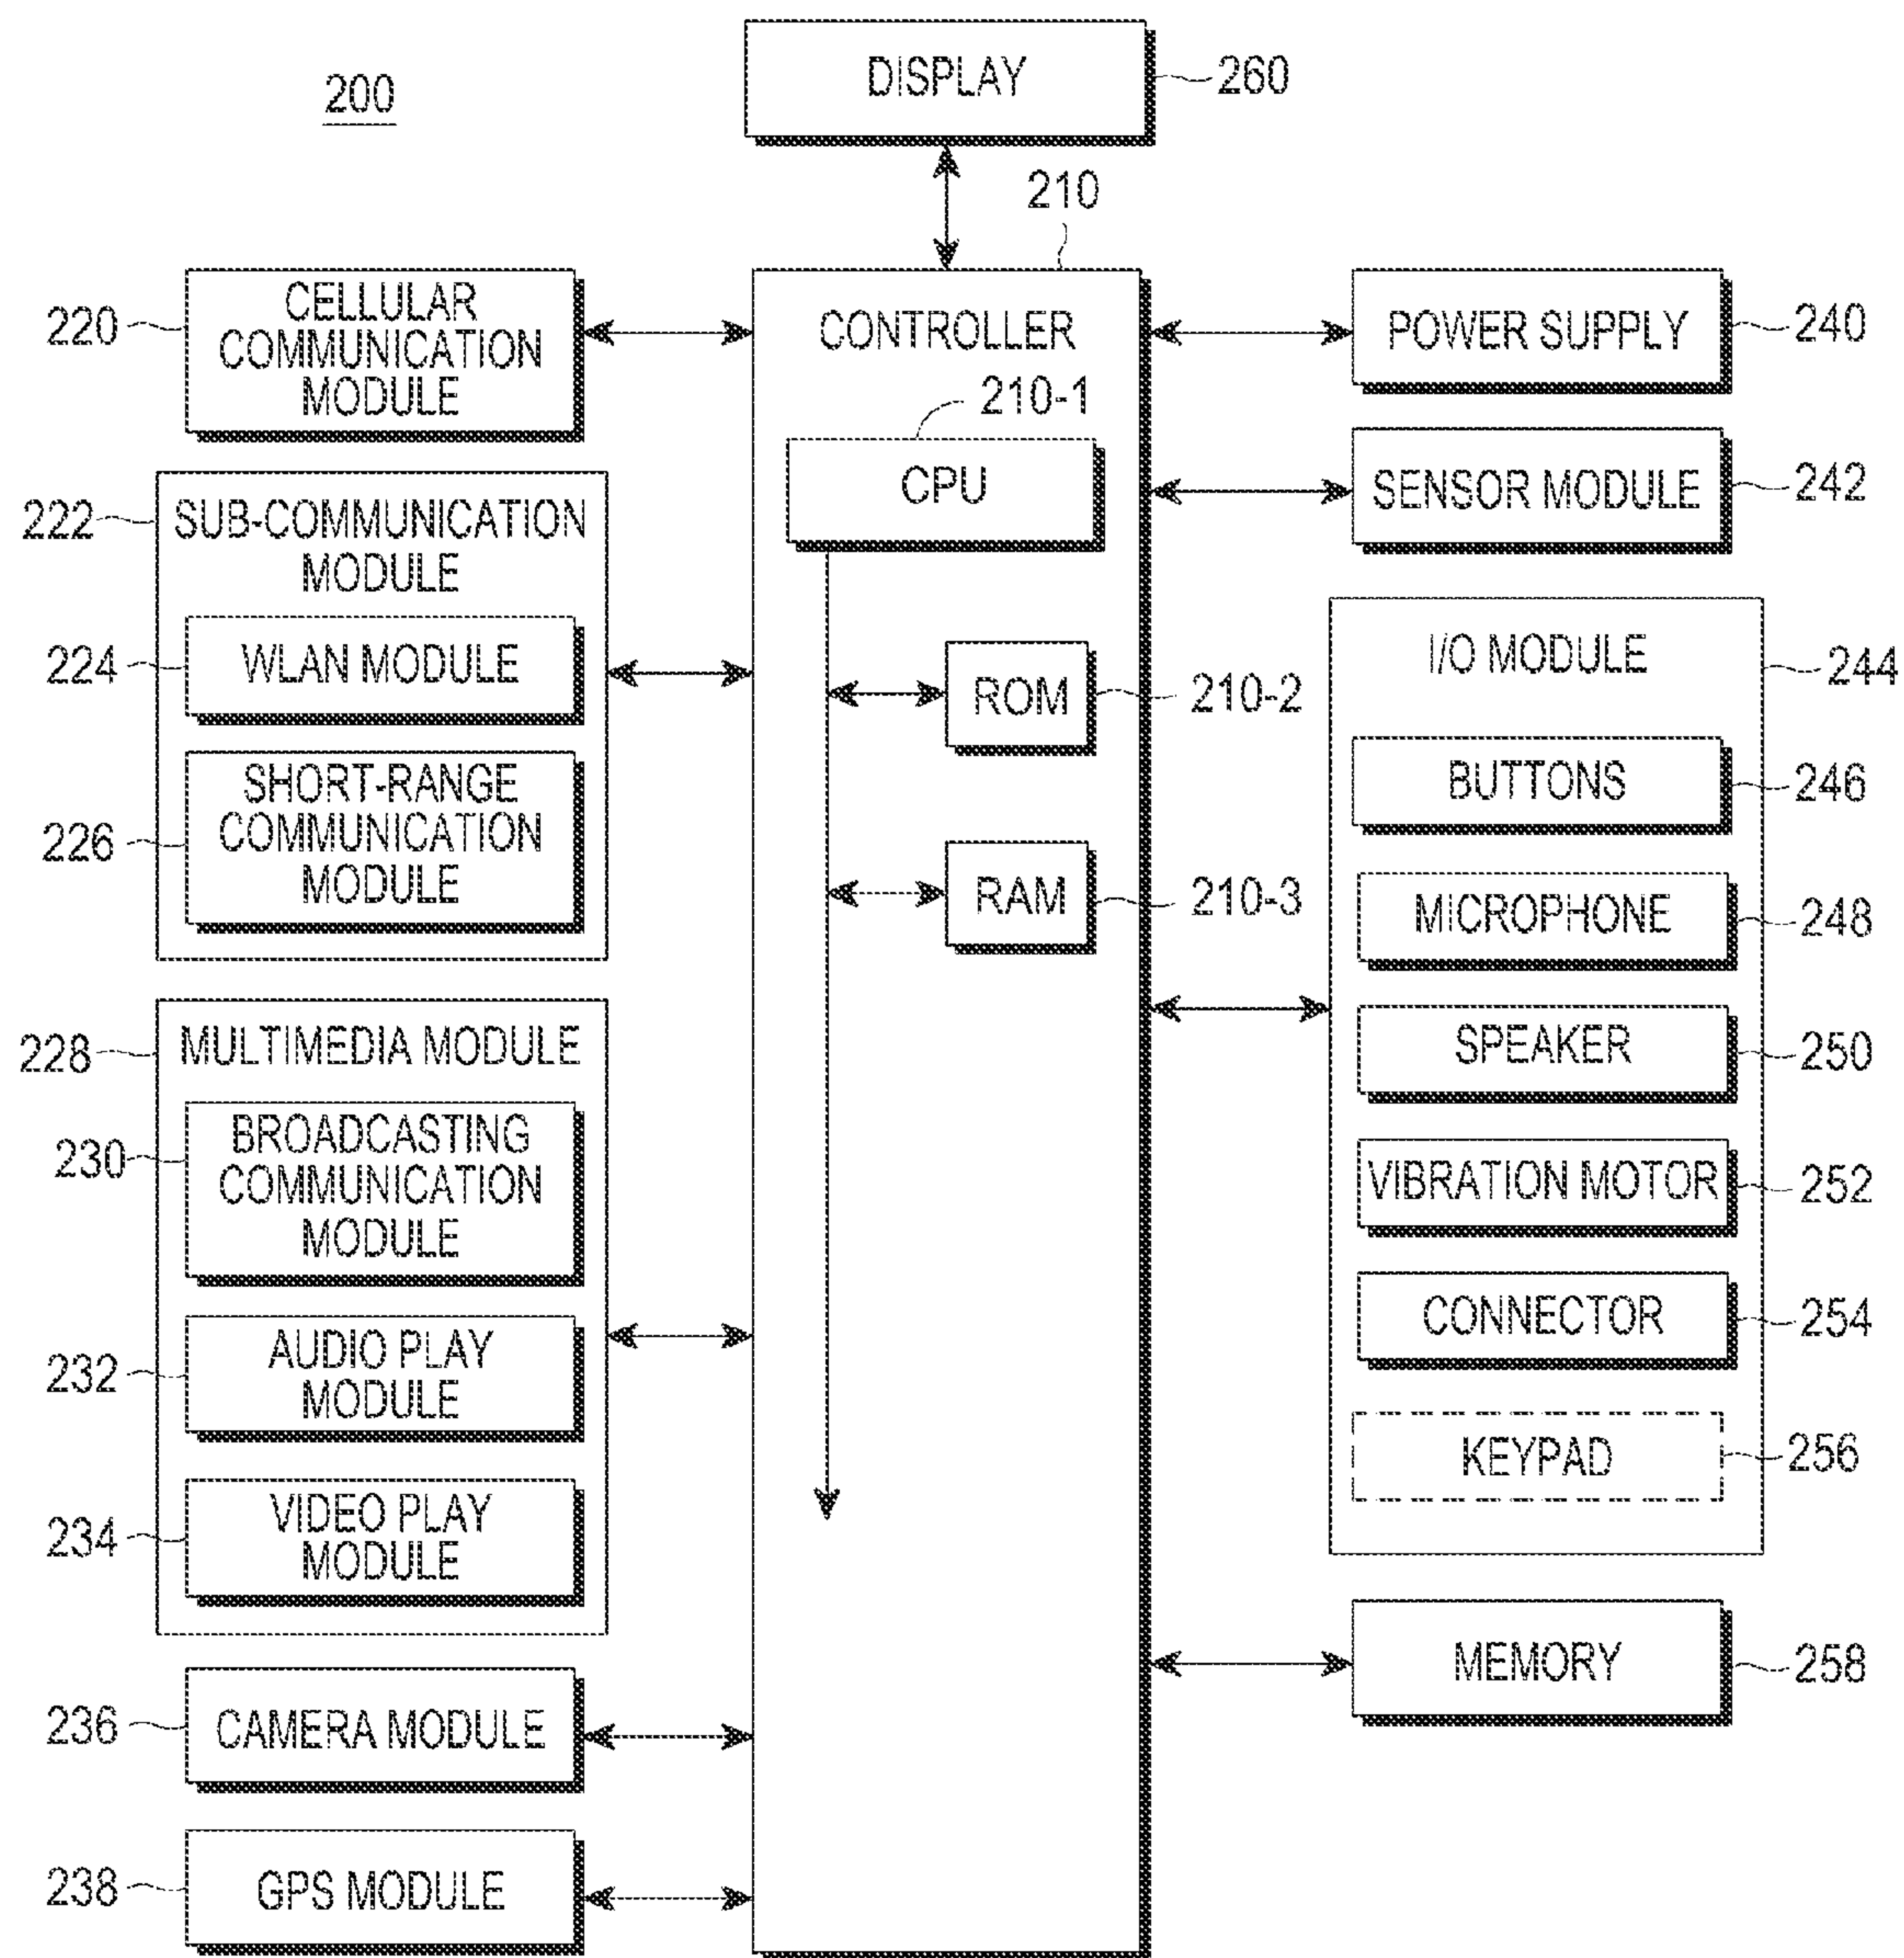 200
DISPLAY
260
210
220
CELLULAR
COMMUNICATION
MODULE
222
SUB-COMMUNICATION
MODULE
224
WLAN MODULE
226
SHORT-RANGE
COMMUNICATION
MODULE
228
MULTIMEDIA MODULE
230
BROADCASTING
COMMUNICATION
MODULE
232
AUDIO PLAY
MODULE
234
VIDEO PLAY
MODULE
236
CAMERA MODULE
238
GPS MODULE
CONTROLLER
210-1
CPU
ROM
210-2
RAM
210-3
POWER SUPPLY
240
SENSOR MODULE
242
I/O MODULE
244
BUTTONS
246
MICROPHONE
248
SPEAKER
250
VIBRATION MOTOR
252
CONNECTOR
254
KEYPAD
256
MEMORY
258